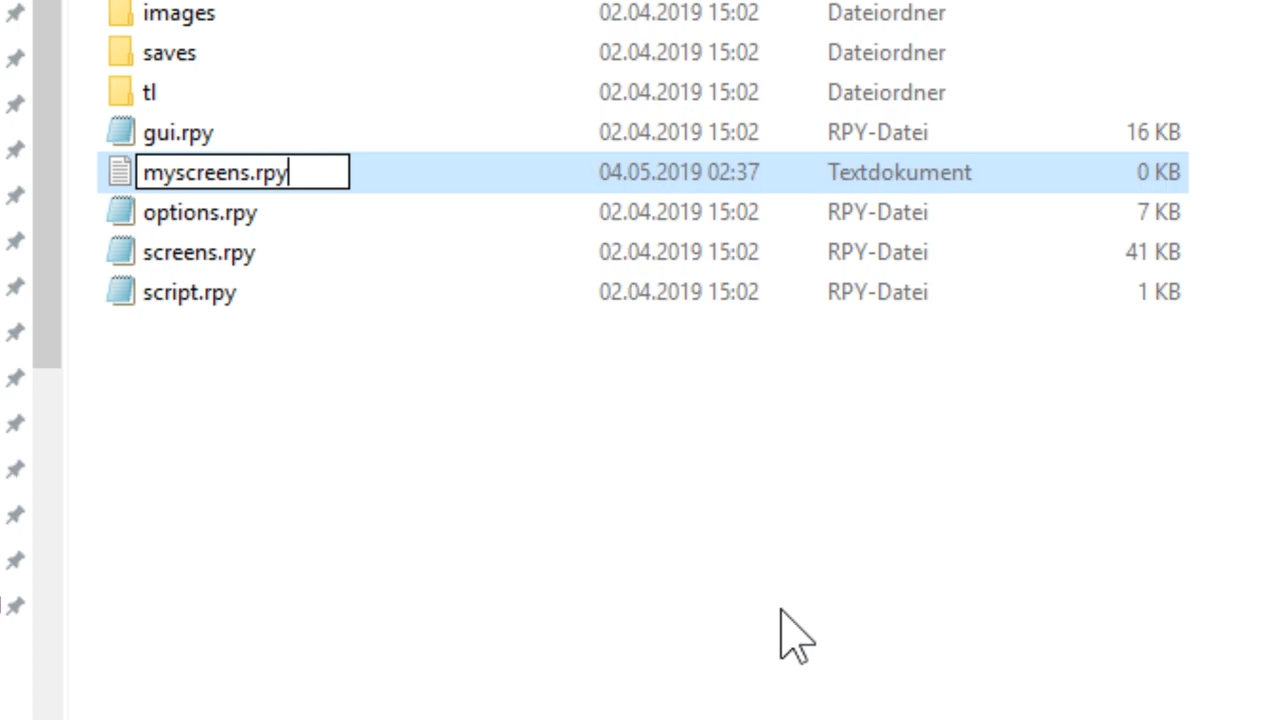 images 02.04.2019 15:02 Dateiordner
saves 02.04.2019 15:02 Dateiordner
tl 02.04.2019 15:02 Dateiordner
gui.rpy 02.04.2019 15:02 RPY-Datei 16 KB
myscreens.rpy 04.05.2019 02:37 Textdokument 0 KB
options.rpy 02.04.2019 15:02 RPY-Datei 7 KB
screens.rpy 02.04.2019 15:02 RPY-Datei 41 KB
script.rpy 02.04.2019 15:02 RPY-Datei 1 KB